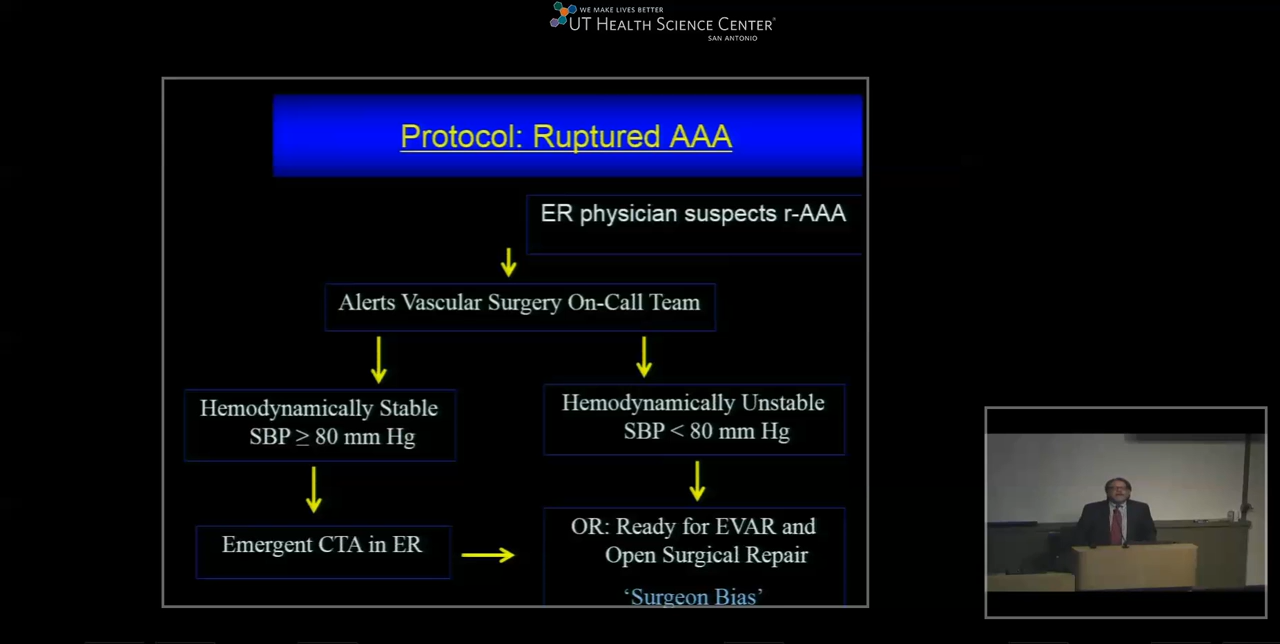 WE MAKE LIVES BETTER
UT HEALTH SCIENCE CENTER
SAN ANTONIO
Protocol: Ruptured AAA
ER physician suspects r-AAA
Alerts Vascular Surgery On-Call Team
Hemodynamically Stable
SBP ≥ 80 mm Hg
Hemodynamically Unstable
SBP < 80 mm Hg
Emergent CTA in ER
OR: Ready for EVAR and
Open Surgical Repair
‘Surgeon Bias’